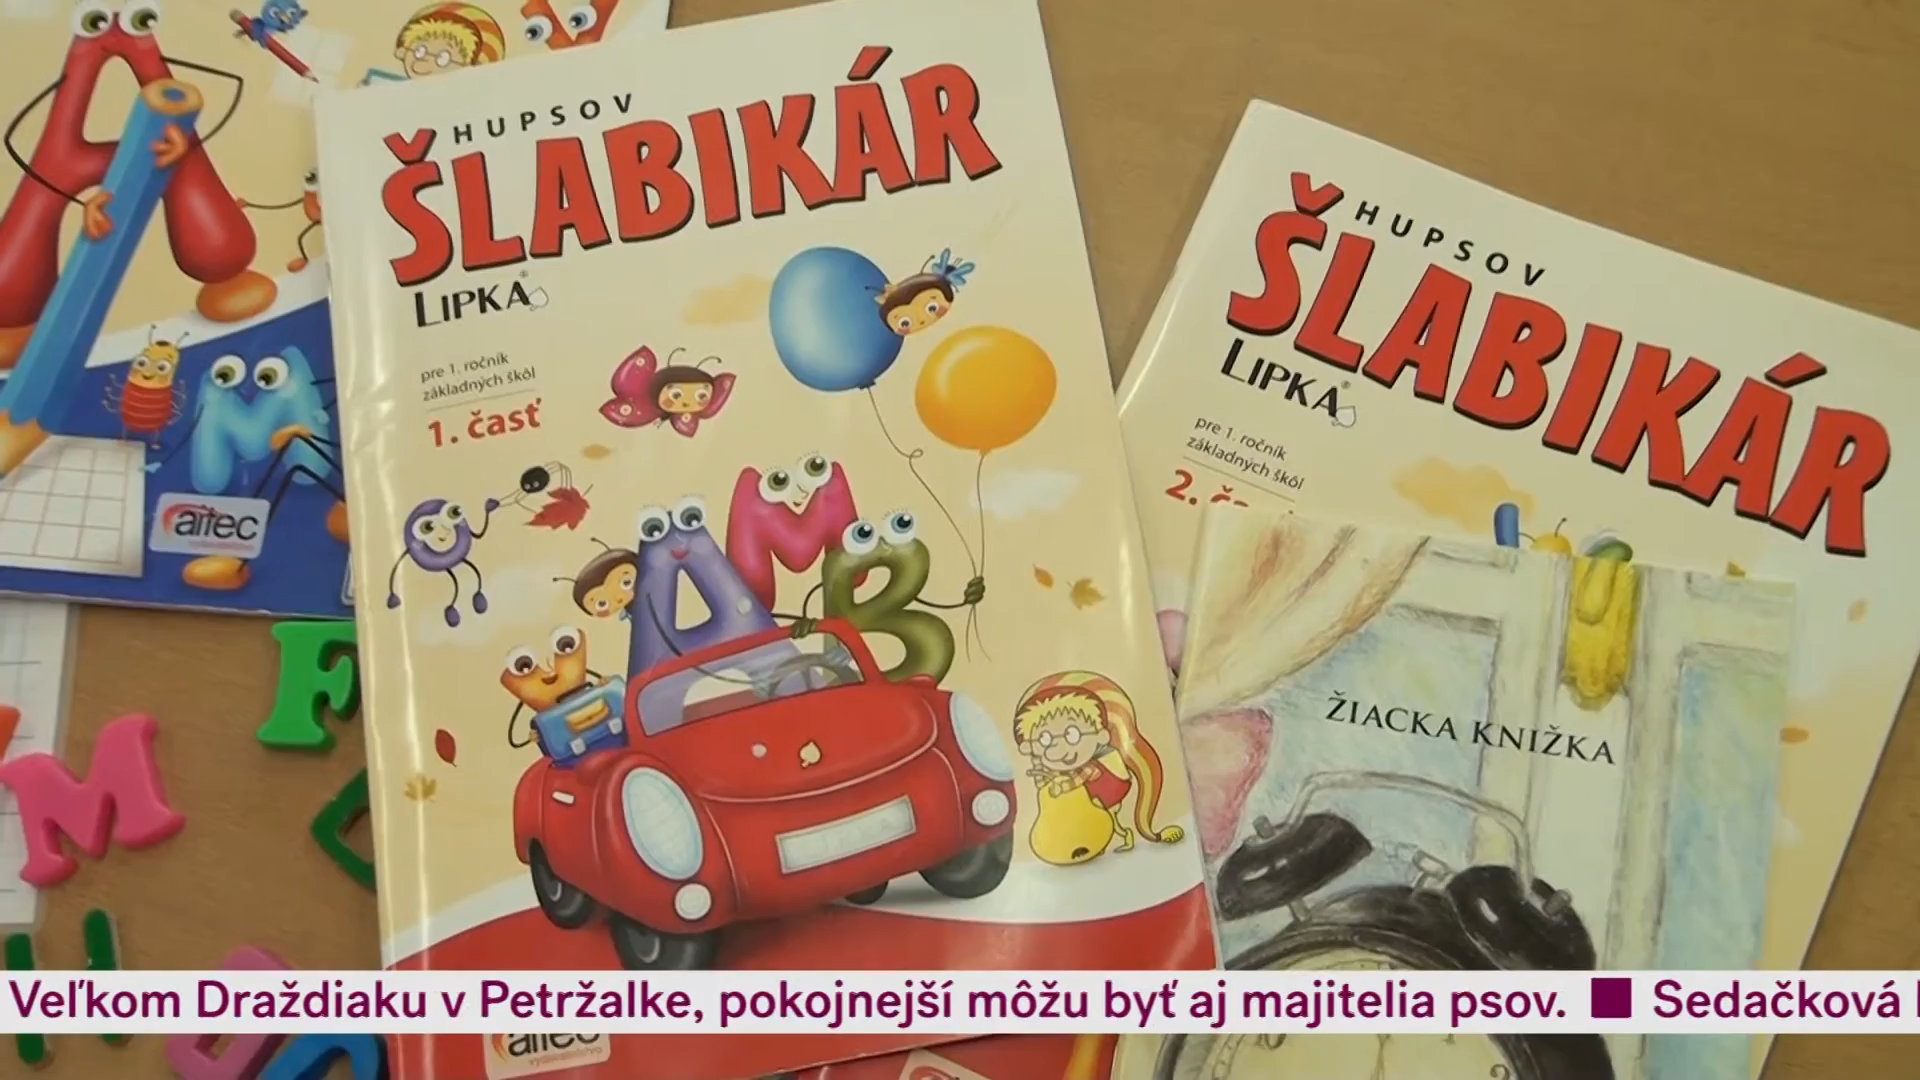 HUPSOV
ŠLABIKÁR
LIPKA
pre 1. ročník
základných škôl
1. časť
aitec
HUPSOV
ŠLABIKÁR
LIPKA
pre 1. ročník
základných škôl
2.
ŽIACKA KNIŽKA
Veľkom Draždiaku v Petržalke, pokojnejší môžu byť aj majitelia psov. ■ Sedačková
aitec